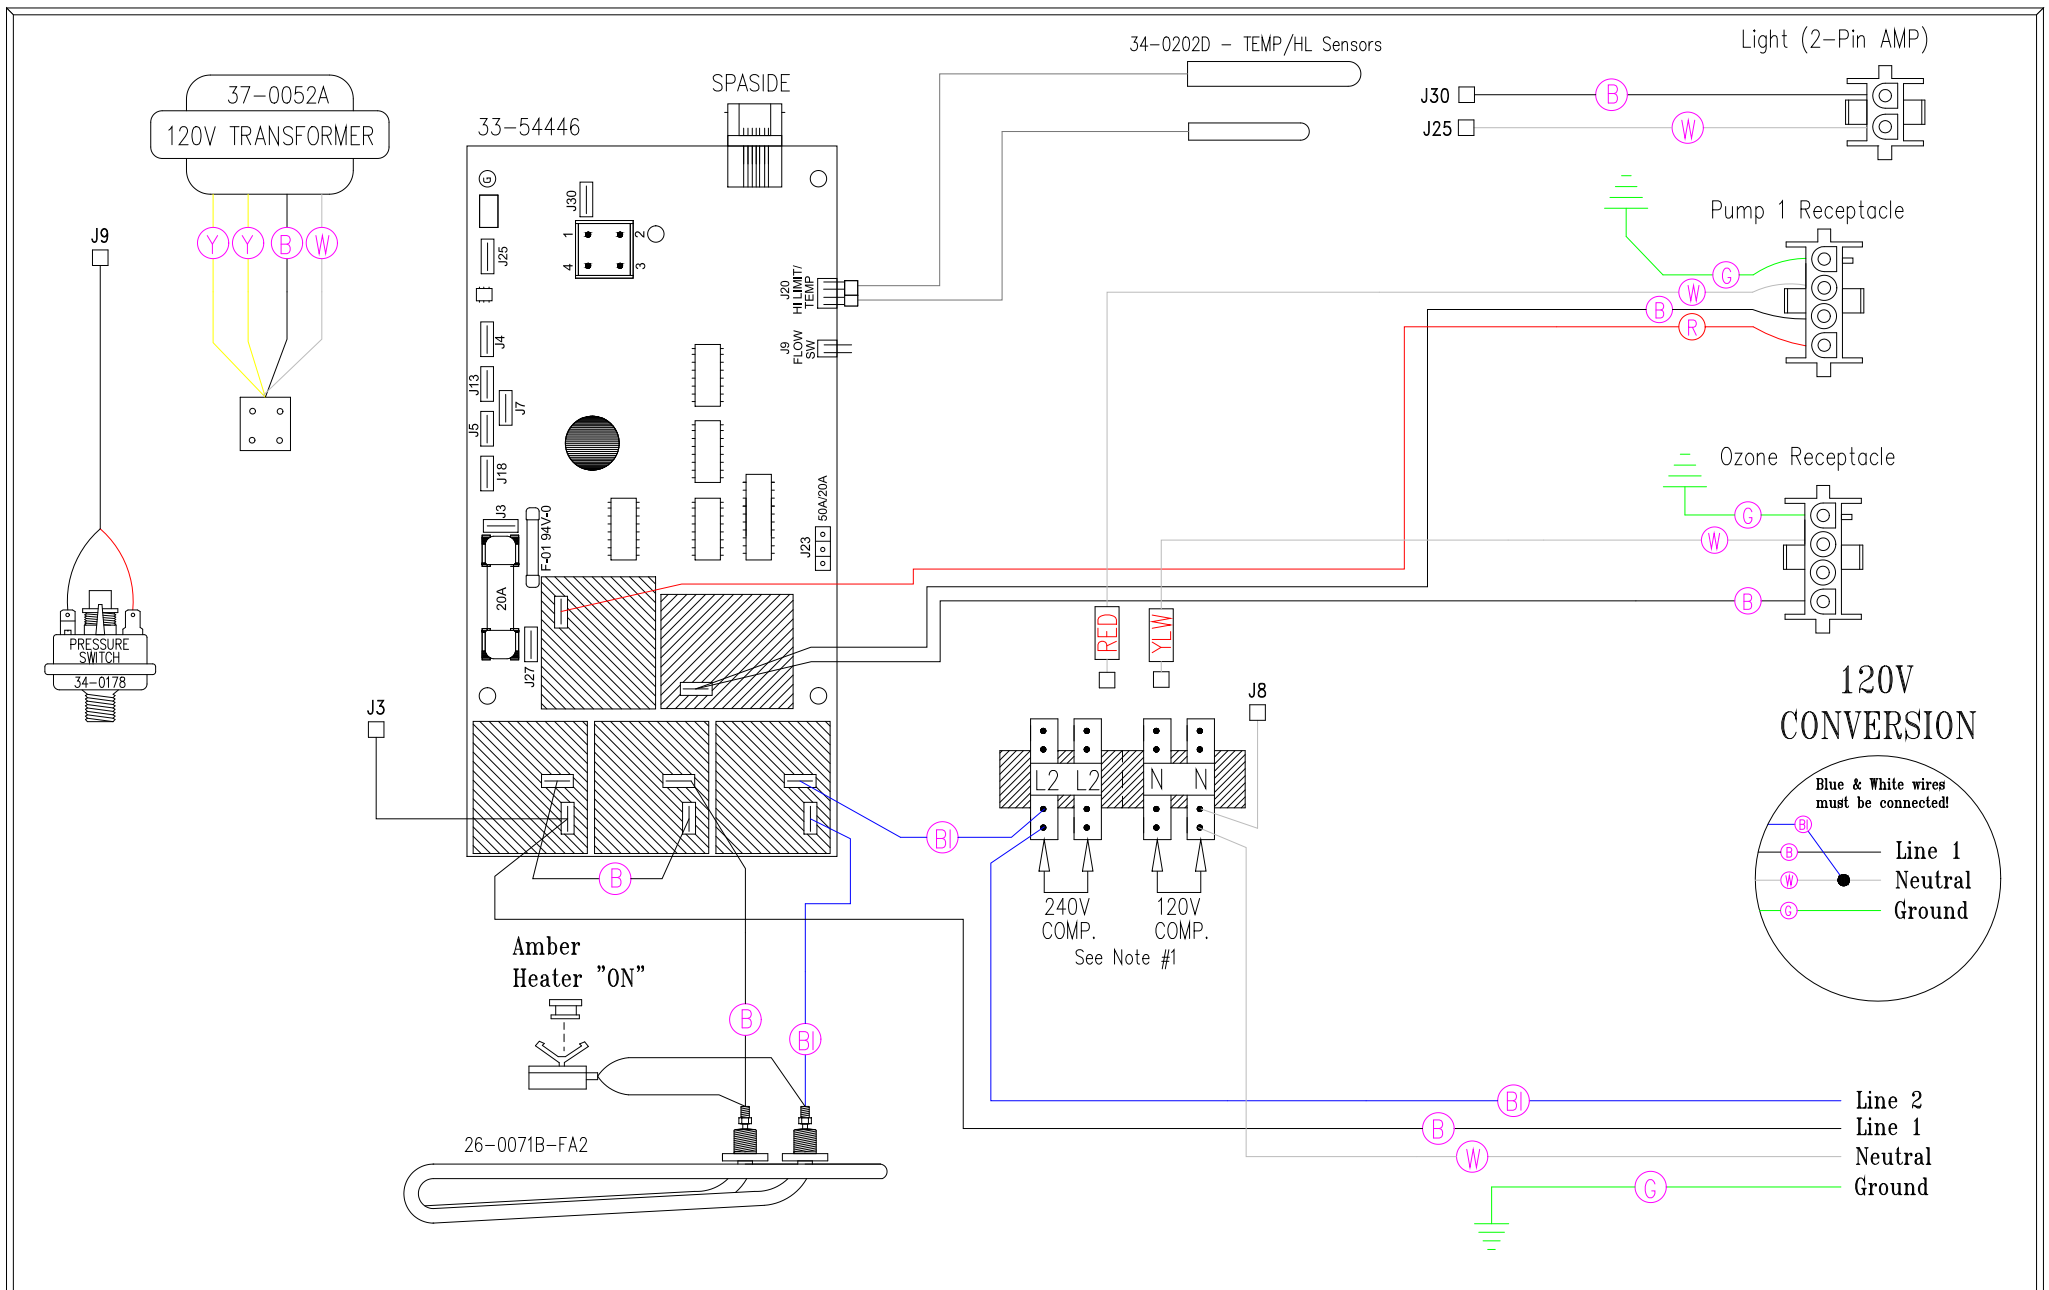 37-0052A
120V TRANSFORMER
Y
Y
B
W
J9
PRESSURE
SWITCH
34-0178
33-54446
SPASIDE
G
J30
1
2
4
3
J25
J20
HI LIMIT/
TEMP
J9
FLOW
SW
J4
J13
J7
J5
J18
J3
F-01 94V-0
20A
J27
50A/20A
J23
34-0202D - TEMP/HL Sensors
Light (2-Pin AMP)
J30
B
J25
W
Pump 1 Receptacle
G
W
B
R
Ozone Receptacle
G
W
B
RED
YLW
J8
J3
L2
L2
N
N
Bl
B
240V
COMP.
120V
COMP.
See Note #1
Amber
Heater "ON"
B
Bl
26-0071B-FA2
120V
CONVERSION
Blue & White wires
must be connected!
Bl
B
Line 1
W
Neutral
G
Ground
Bl
Line 2
B
Line 1
W
Neutral
G
Ground